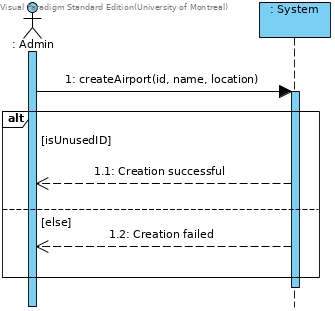 Visual Paradigm Standard Edition(University of Montreal)
: System
: Admin
1: createAirport(id, name, location)
alt
[isUnusedID]
1.1: Creation successful
[else]
1.2: Creation failed